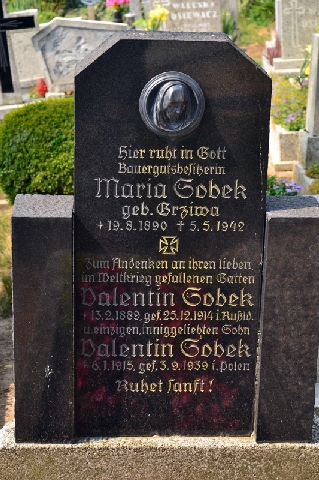 Hier ruht in Gott
Bauergutsbesitzerin
Maria Sobek
geb. Grziwa
* 19.8.1890 + 5.5.1942
Zum Andenken an ihren lieben,
im Weltkrieg gefallenen Gatten
Valentin Sobek
* 13.2.1889, gef. 25.12.1914 i. Rußld.
u. einzigen, inniggeliebten Sohn
Valentin Sobek
* 6.1.1915, gef. 3.9.1939 i. Polen
Ruhet sanft!